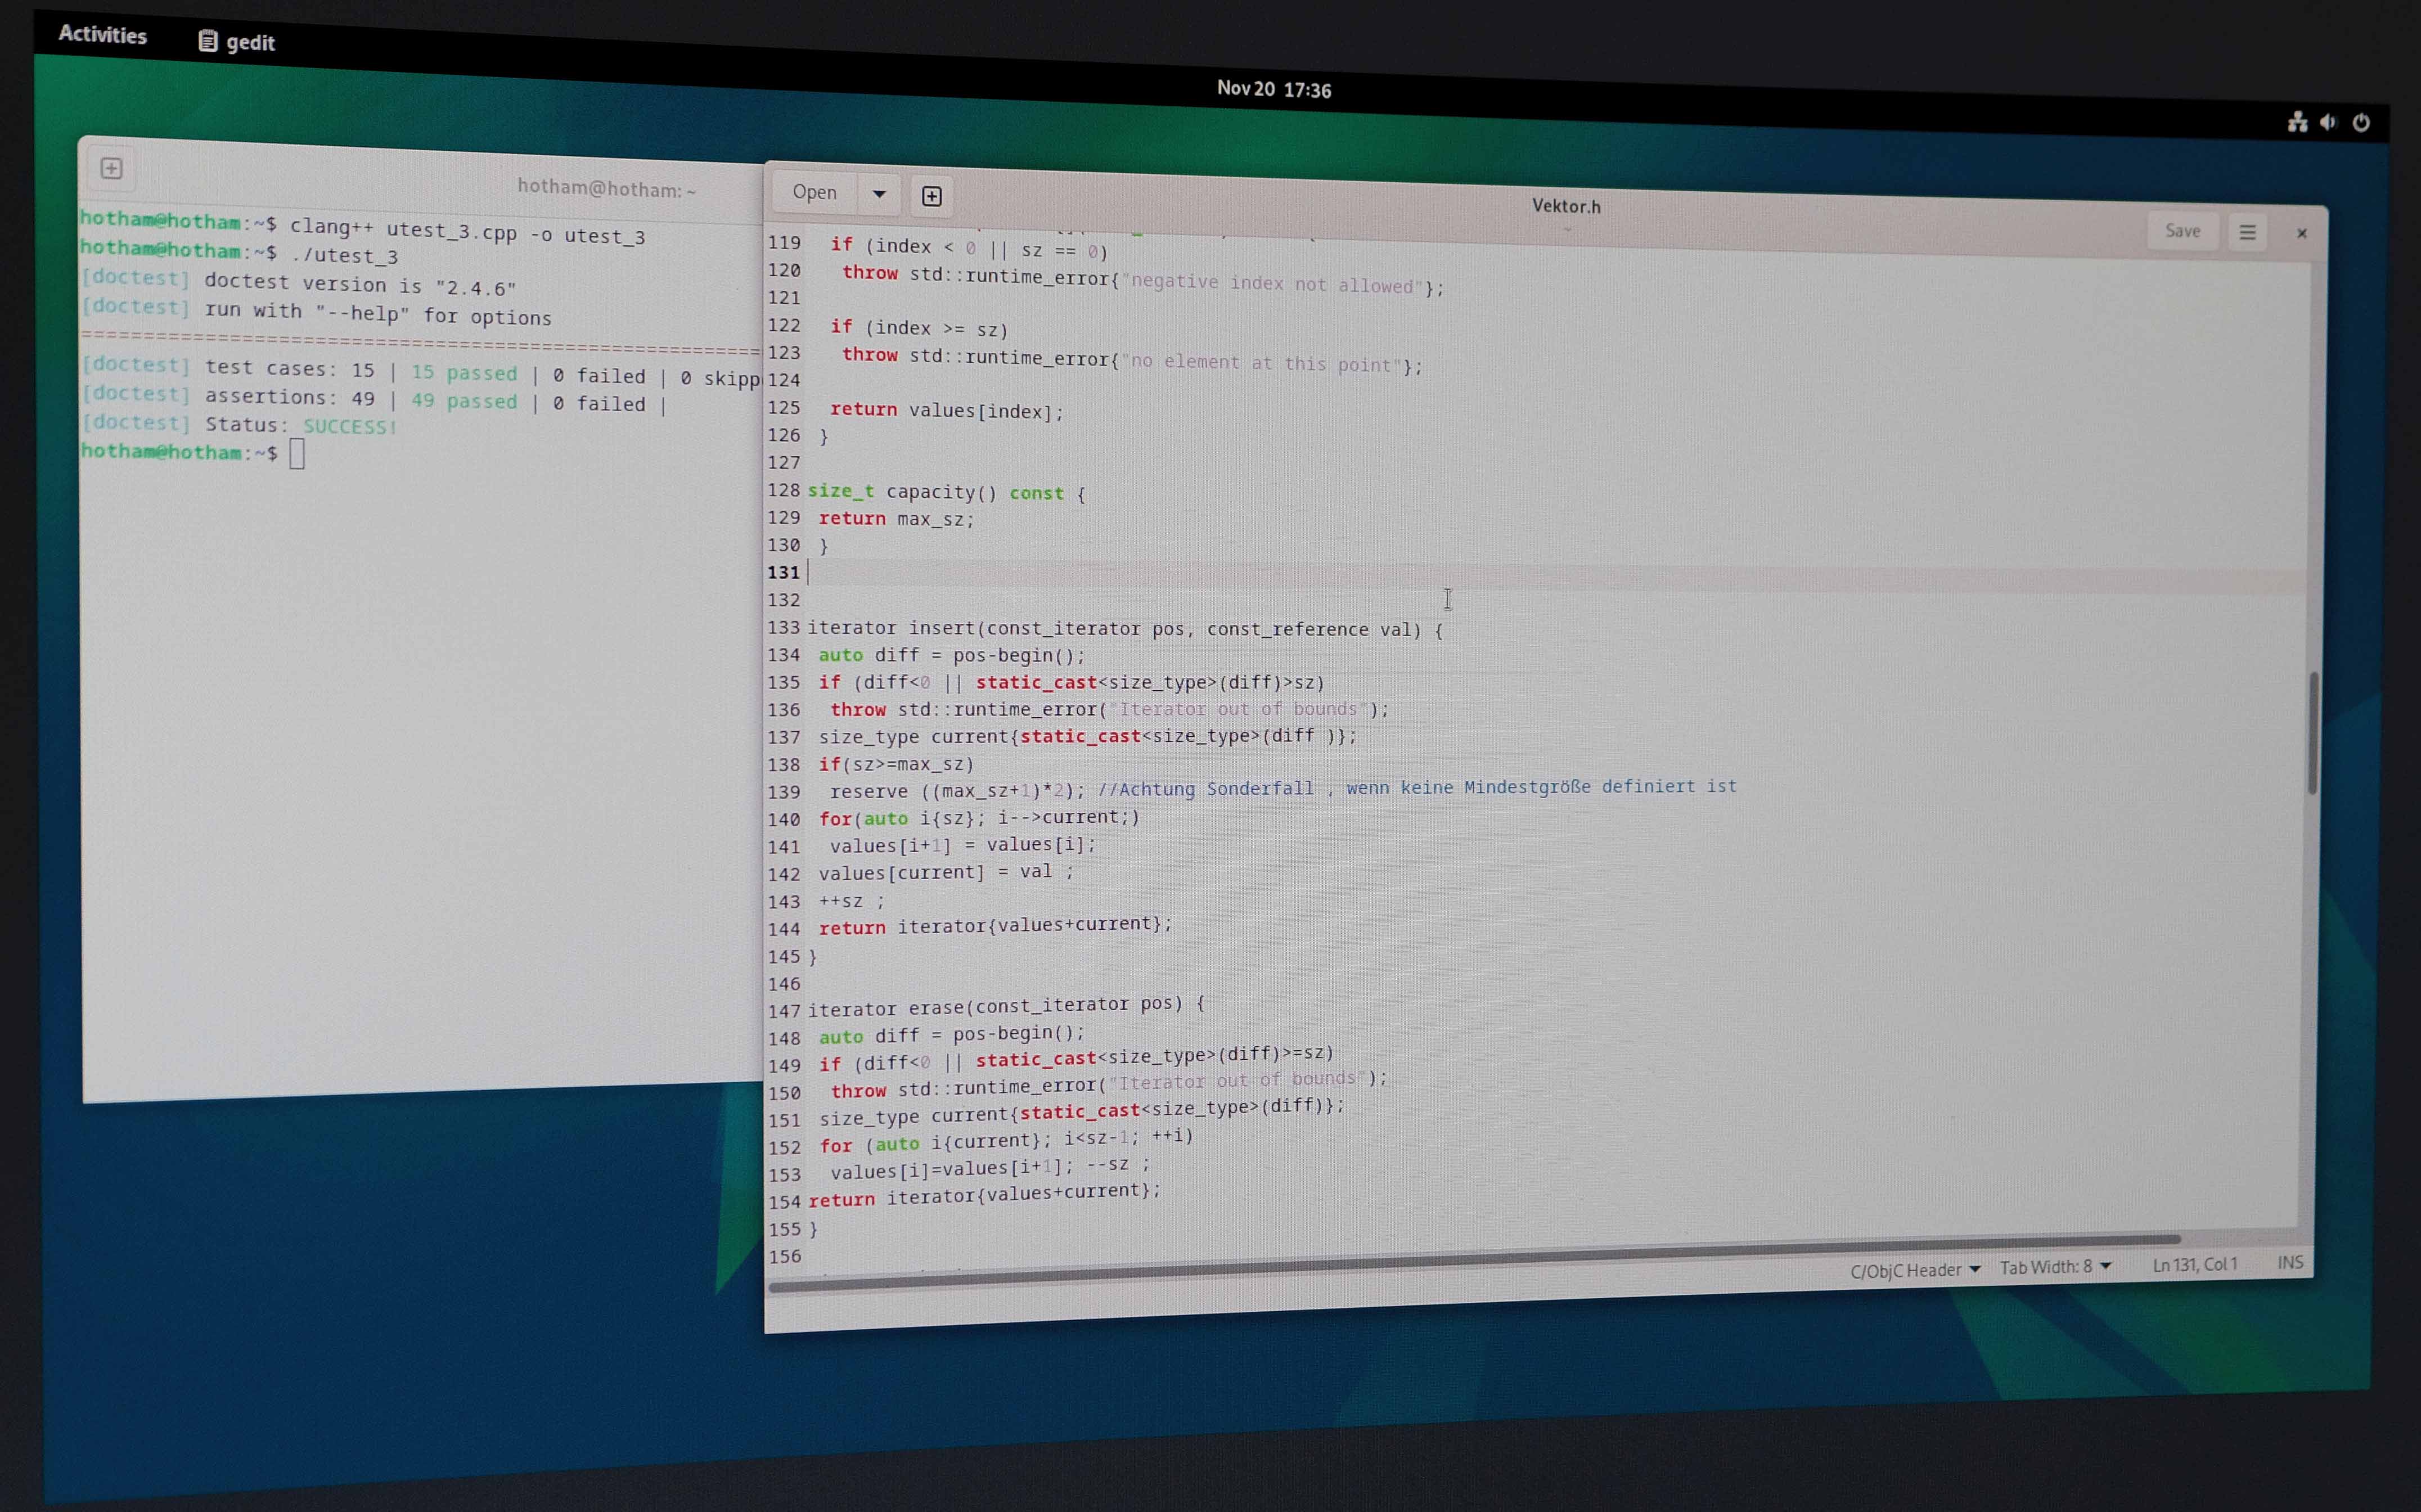 Activities gedit
Nov 20 17:36
hotham@hotham: ~
hotham@hotham:~$ clang++ utest_3.cpp -o utest_3
hotham@hotham:~$ ./utest_3
[doctest] doctest version is "2.4.6"
[doctest] run with "--help" for options
===============================================================
[doctest] test cases: 15 | 15 passed | 0 failed | 0 skipp
[doctest] assertions: 49 | 49 passed | 0 failed |
[doctest] Status: SUCCESS!
hotham@hotham:~$
Open
Vektor.h
Save
119 if (index < 0 || sz == 0)
120 throw std::runtime_error{"negative index not allowed"};
121
122 if (index >= sz)
123 throw std::runtime_error{"no element at this point"};
124
125 return values[index];
126 }
127
128 size_t capacity() const {
129 return max_sz;
130 }
131
132
133 iterator insert(const_iterator pos, const_reference val) {
134 auto diff = pos-begin();
135 if (diff<0 || static_cast<size_type>(diff)>sz)
136 throw std::runtime_error("Iterator out of bounds");
137 size_type current{static_cast<size_type>(diff )};
138 if(sz>=max_sz)
139 reserve ((max_sz+1)*2); //Achtung Sonderfall , wenn keine Mindestgröße definiert ist
140 for(auto i{sz}; i-->current;)
141 values[i+1] = values[i];
142 values[current] = val ;
143 ++sz ;
144 return iterator{values+current};
145 }
146
147 iterator erase(const_iterator pos) {
148 auto diff = pos-begin();
149 if (diff<0 || static_cast<size_type>(diff)>=sz)
150 throw std::runtime_error("Iterator out of bounds");
151 size_type current{static_cast<size_type>(diff)};
152 for (auto i{current}; i<sz-1; ++i)
153 values[i]=values[i+1]; --sz ;
154 return iterator{values+current};
155 }
156
C/ObjC Header Tab Width: 8 Ln 131, Col 1 INS